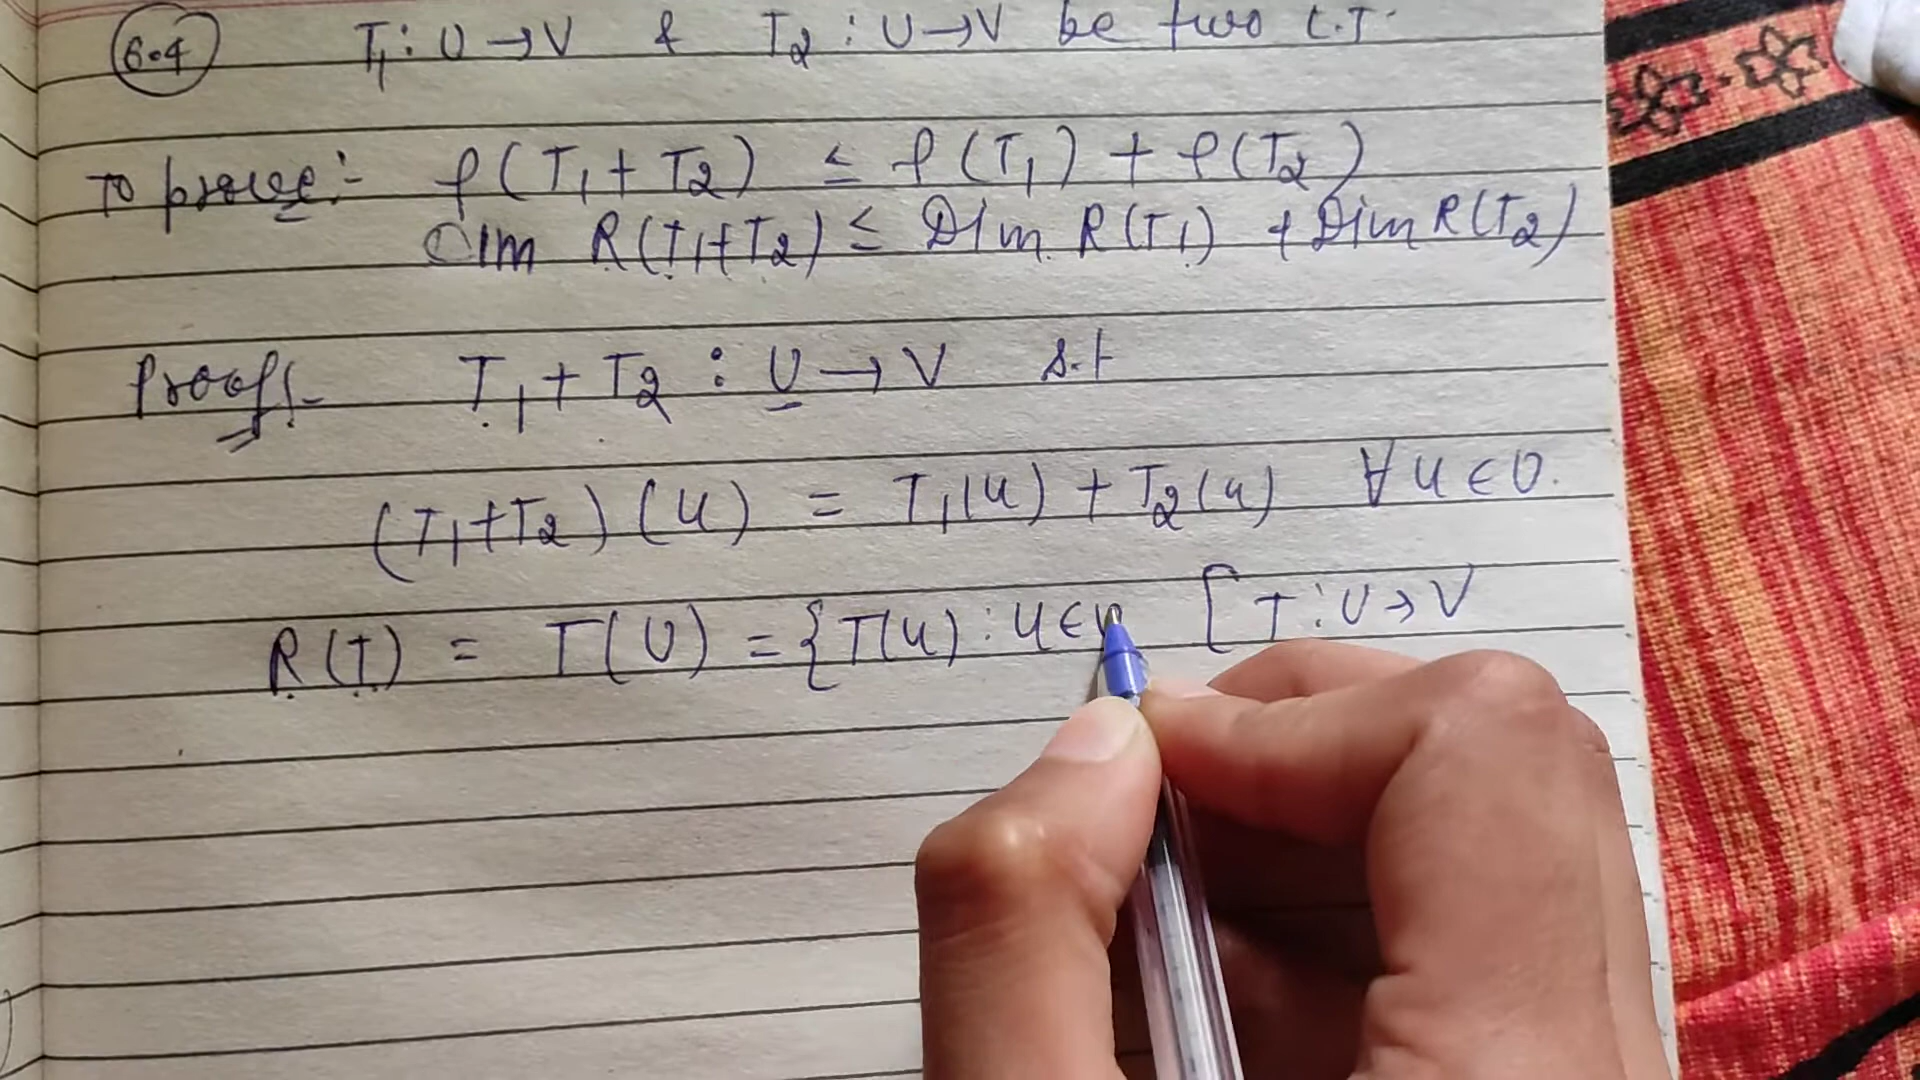 6.4 T₁ : U → V & T₂ : U → V be two L.T.
To prove :- ρ(T₁ + T₂) ≤ ρ(T₁) + ρ(T₂)
Dim R(T₁+T₂) ≤ Dim R(T₁) + Dim R(T₂)
Proof:- T₁ + T₂ : U → V s.t
(T₁+T₂)(u) = T₁(u) + T₂(u) ∀ u ∈ U.
R(T) = T(U) = {T(u) : u ∈ U [T : U → V